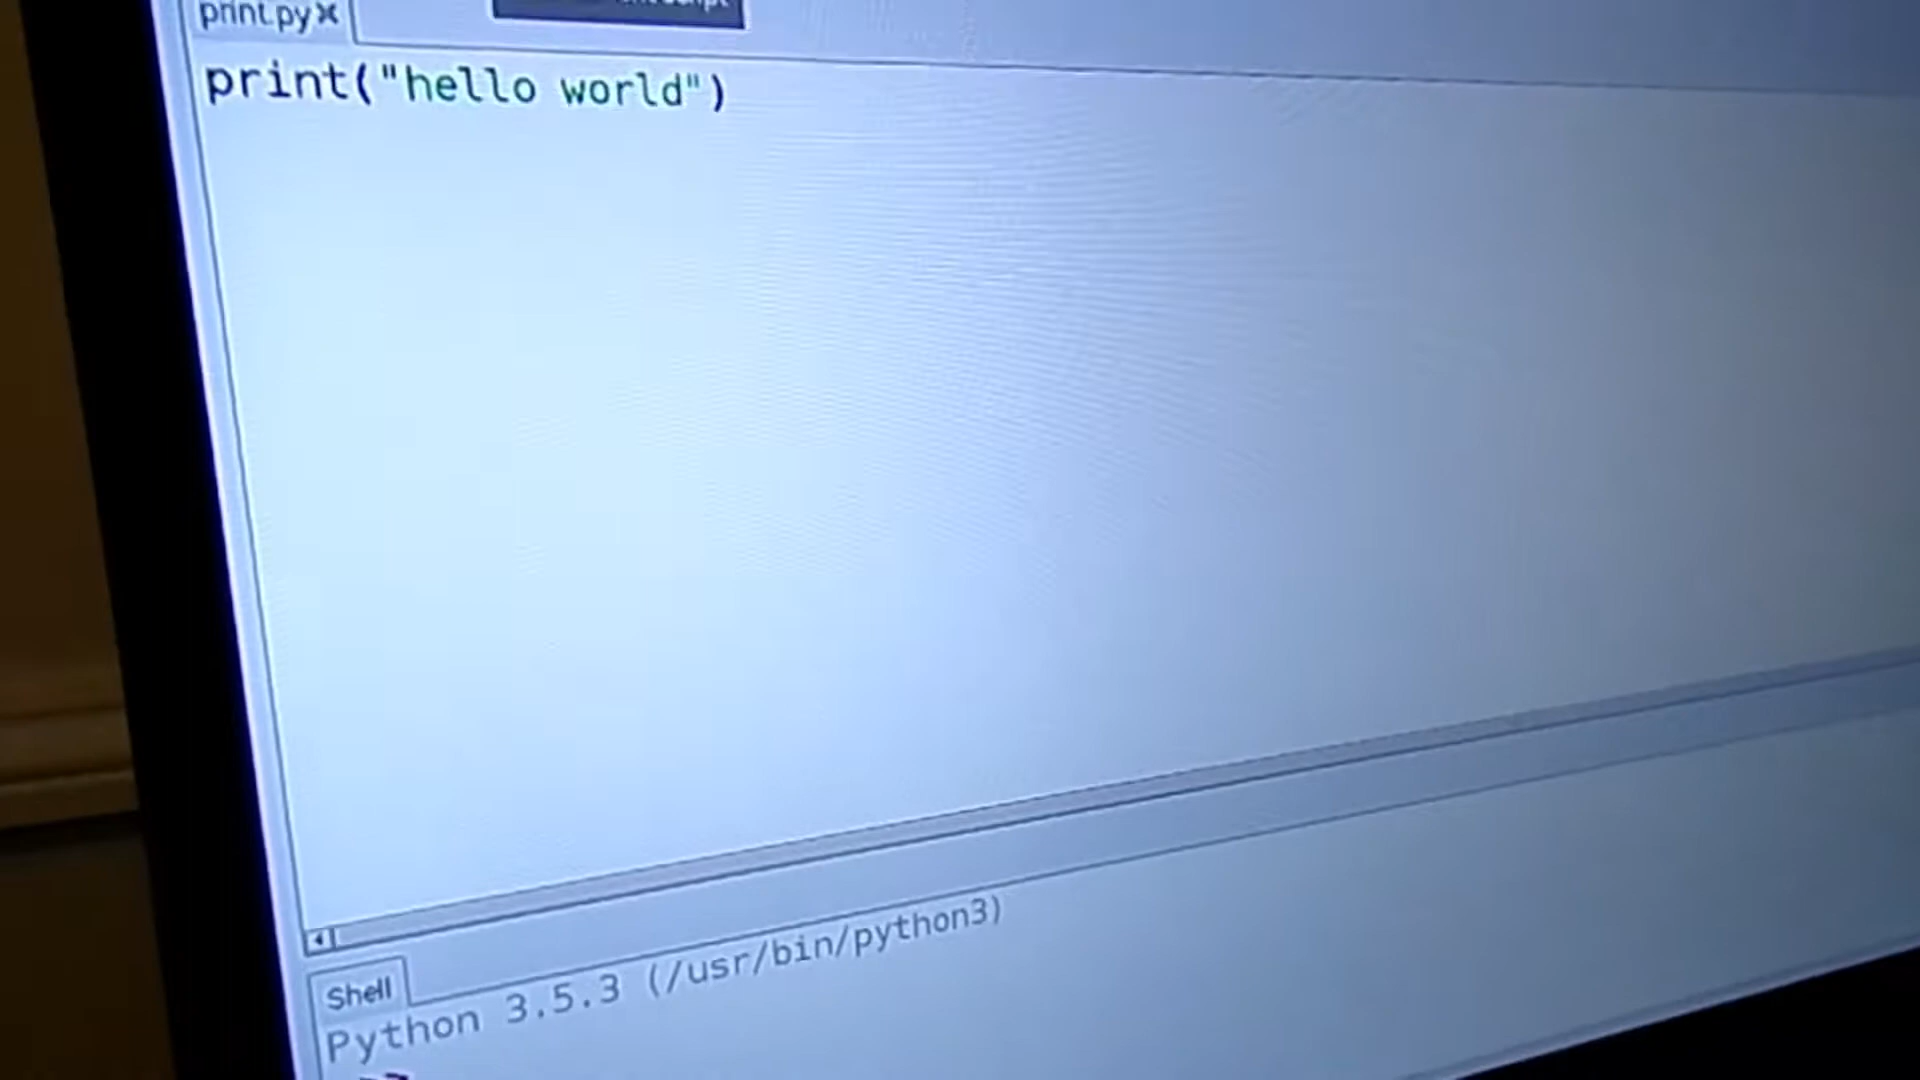 print.py
print("hello world")
Shell
Python 3.5.3 (/usr/bin/python3)